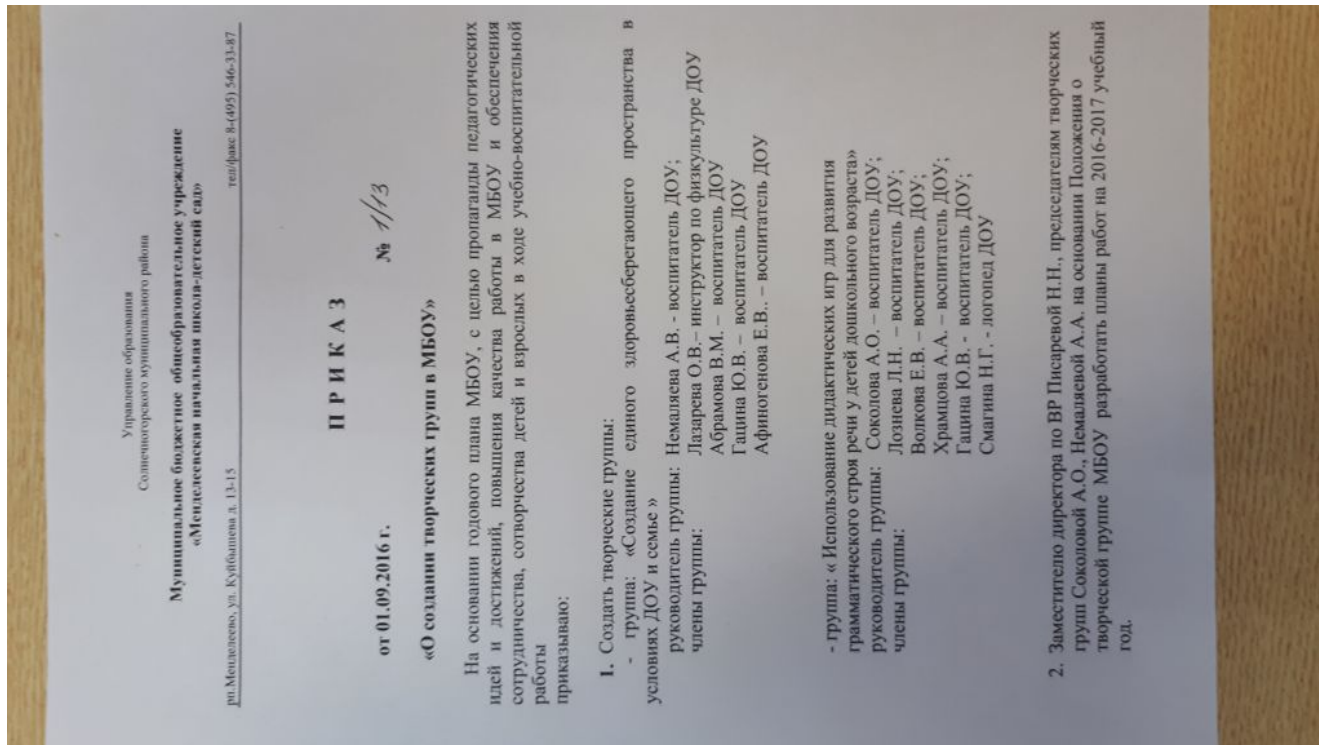 Управление образования
Солнечногорского муниципального района
Муниципальное бюджетное общеобразовательное учреждение
«Менделеевская начальная школа-детский сад»
рп.Менделеево, ул. Куйбышева д. 13-15 тел/факс 8-(495) 546-33-87
П Р И К А З
от 01.09.2016 г. № 1/13
«О создании творческих групп в МБОУ»
На основании годового плана МБОУ, с целью пропаганды педагогических
идей и достижений, повышения качества работы в МБОУ и обеспечения
сотрудничества, сотворчества детей и взрослых в ходе учебно-воспитательной
работы
приказываю:
1. Создать творческие группы:
- группа: «Создание единого здоровьесберегающего пространства в
условиях ДОУ и семье »
руководитель группы: Немаляева А.В. - воспитатель ДОУ;
члены группы: Лазарева О.В.– инструктор по физкультуре ДОУ
Абрамова В.М. – воспитатель ДОУ
Гацина Ю.В. – воспитатель ДОУ
Афиногенова Е.В.. – воспитатель ДОУ
- группа: « Использование дидактических игр для развития
грамматического строя речи у детей дошкольного возраста»
руководитель группы: Соколова А.О. – воспитатель ДОУ;
члены группы: Лознева Л.Н. – воспитатель ДОУ;
Волкова Е.В. – воспитатель ДОУ;
Храмцова А.А. – воспитатель ДОУ;
Гацина Ю.В. - воспитатель ДОУ;
Смагина Н.Г. - логопед ДОУ
2. Заместителю директора по ВР Писаревой Н.Н., председателям творческих
групп Соколовой А.О., Немаляевой А.А. на основании Положения о
творческой группе МБОУ разработать планы работ на 2016-2017 учебный
год.